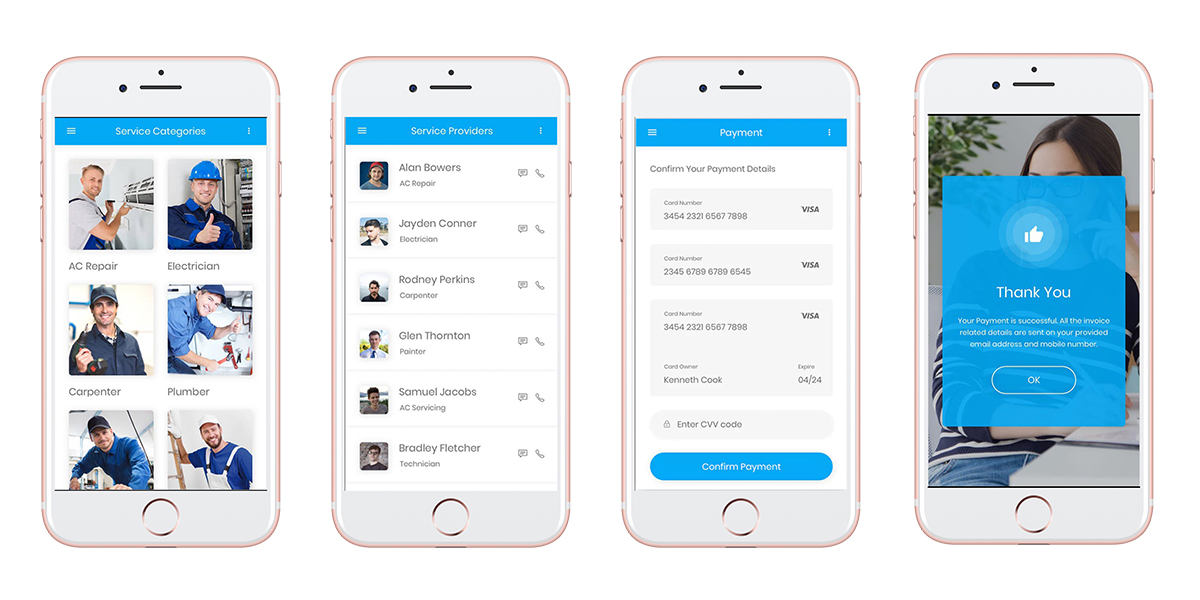 Service Categories
AC Repair
Electrician
Carpenter
Plumber
Service Providers
Alan Bowers
AC Repair
Jayden Conner
Electrician
Rodney Perkins
Carpenter
Glen Thornton
Painter
Samuel Jacobs
AC Servicing
Bradley Fletcher
Technician
Payment
Confirm Your Payment Details
Card Number
3454 2321 6567 7898
VISA
Card Number
2345 6789 6789 6545
VISA
Card Number
3454 2321 6567 7898
VISA
Card Owner
Expire
Kenneth Cook
04/24
Enter CVV code
Confirm Payment
Thank You
Your Payment is successful. All the invoice
related details are sent on your provided
email address and mobile number.
OK